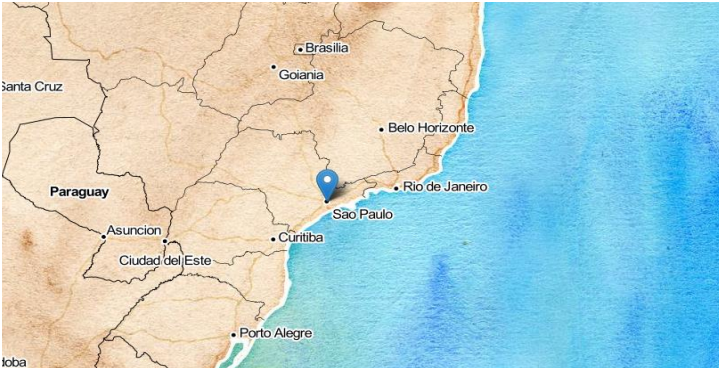 Brasilia
Goiania
Santa Cruz
Belo Horizonte
Paraguay
Rio de Janeiro
Sao Paulo
Asuncion
Curitiba
Ciudad del Este
Porto Alegre
doba